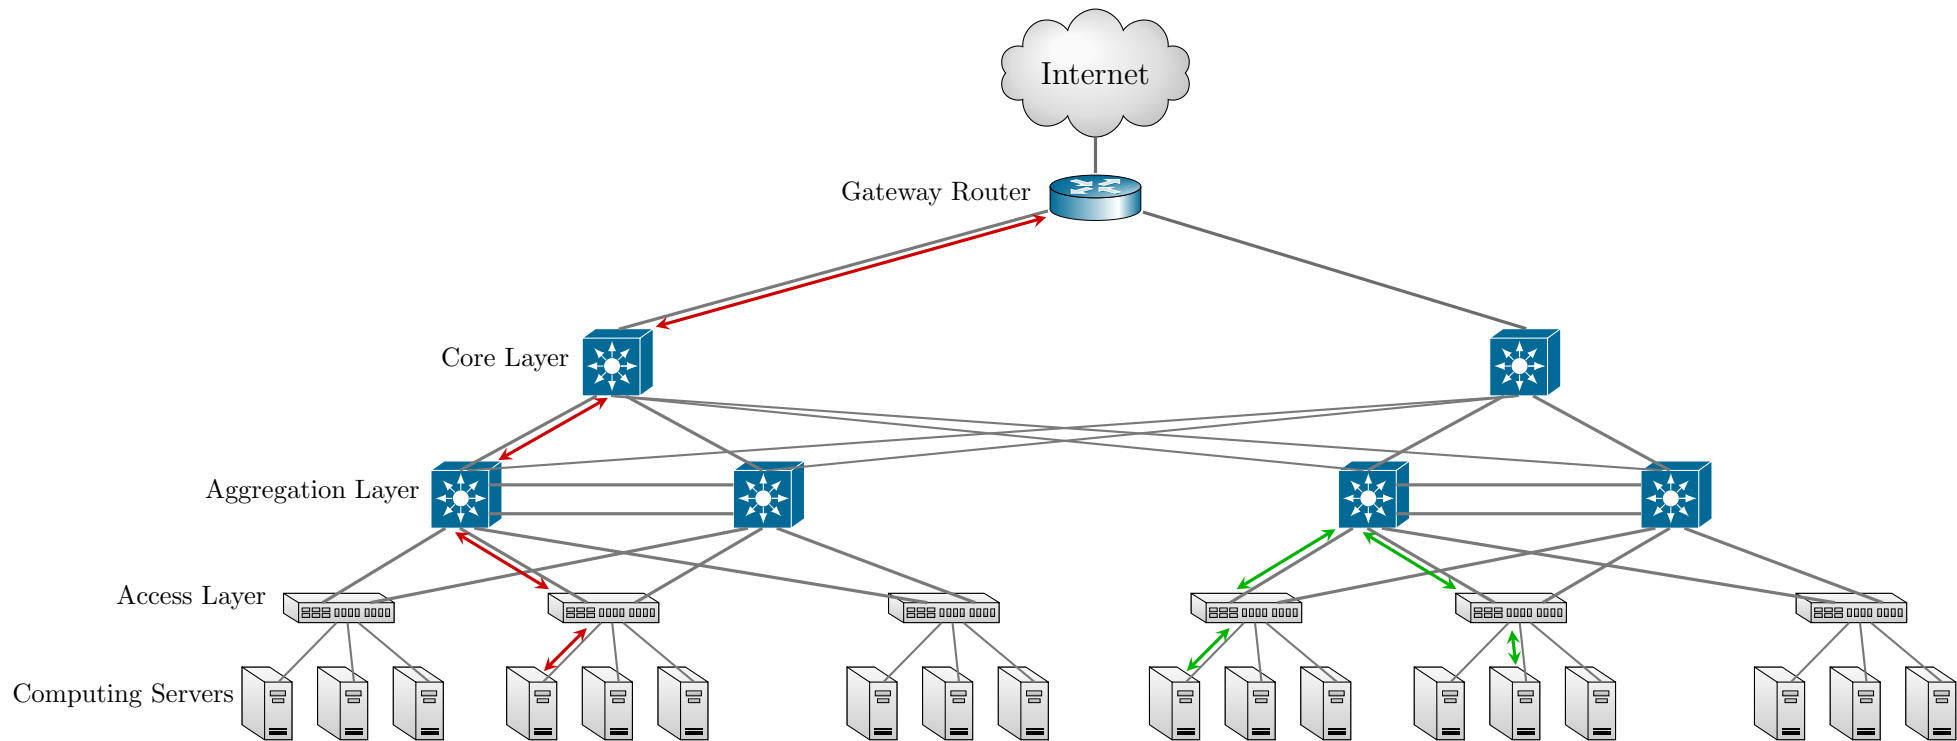 Internet
Gateway Router
Core Layer
Aggregation Layer
Access Layer
Computing Servers